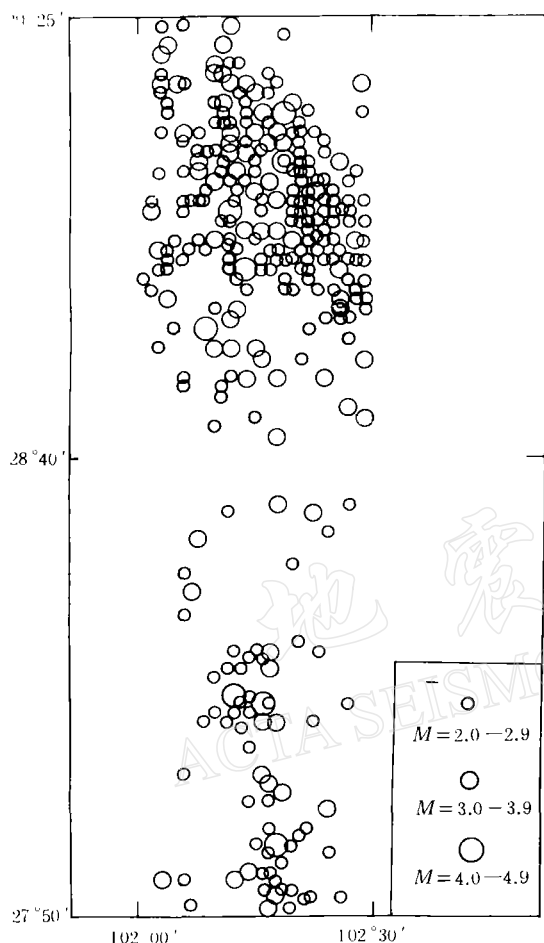 25'
28°40'
地 震
ACTA SEISMO
M=2.0—2.9
M=3.0—3.9
M=4.0—4.9
27°50'
102°00' 102°30'